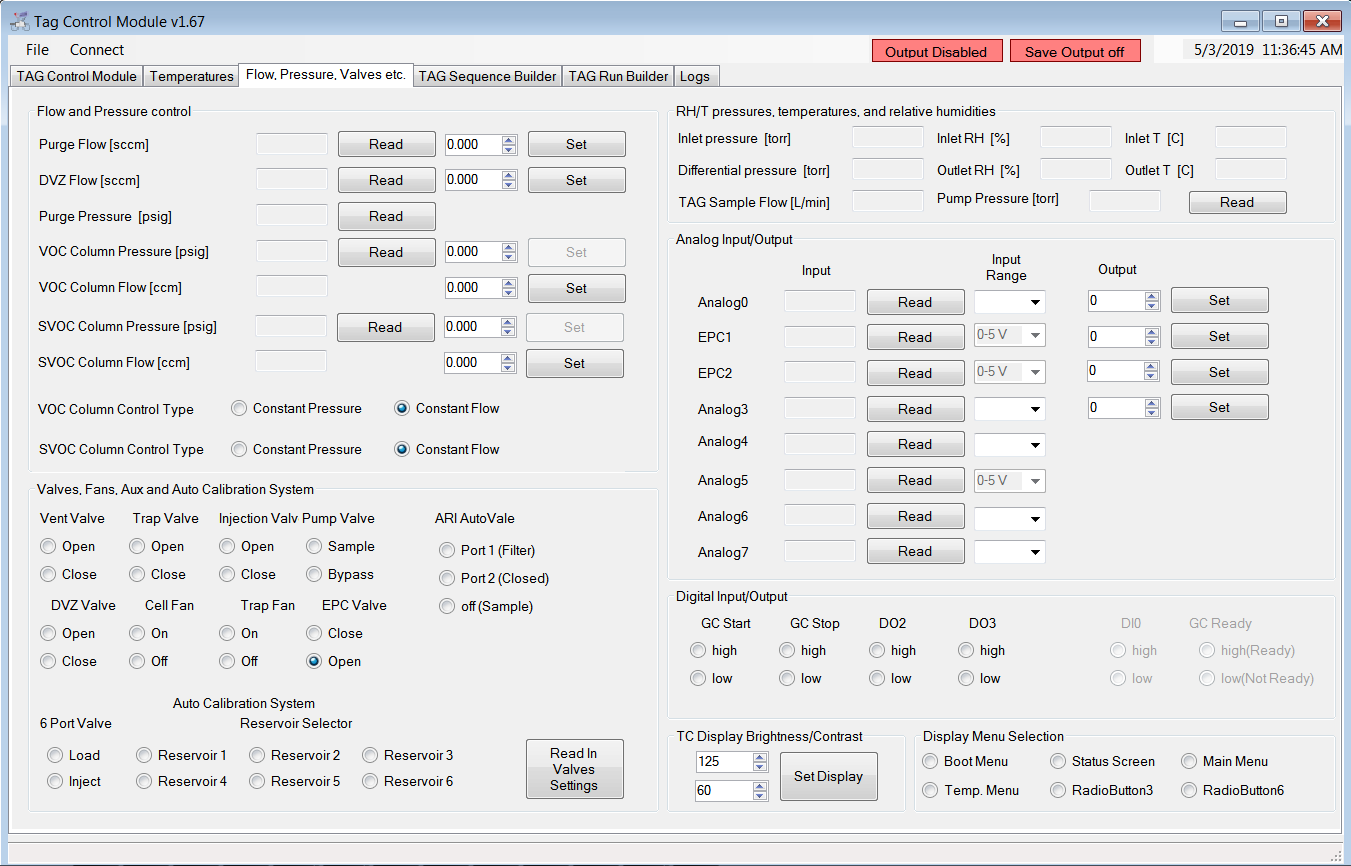 Tag Control Module v1.67
File Connect
Output Disabled Save Output off 5/3/2019 11:36:45 AM
TAG Control Module Temperatures Flow, Pressure, Valves etc. TAG Sequence Builder TAG Run Builder Logs
Flow and Pressure control
Purge Flow [sccm] Read 0.000 Set
DVZ Flow [sccm] Read 0.000 Set
Purge Pressure [psig] Read
VOC Column Pressure [psig] Read 0.000 Set
VOC Column Flow [ccm] 0.000 Set
SVOC Column Pressure [psig] Read 0.000 Set
SVOC Column Flow [ccm] 0.000 Set
VOC Column Control Type Constant Pressure Constant Flow
SVOC Column Control Type Constant Pressure Constant Flow
Valves, Fans, Aux and Auto Calibration System
Vent Valve Trap Valve Injection Valv Pump Valve ARI AutoVale
Open Open Open Sample Port 1 (Filter)
Close Close Close Bypass Port 2 (Closed)
DVZ Valve Cell Fan Trap Fan EPC Valve off (Sample)
Open On On Close
Close Off Off Open
Auto Calibration System
6 Port Valve Reservoir Selector
Load Reservoir 1 Reservoir 2 Reservoir 3
Inject Reservoir 4 Reservoir 5 Reservoir 6
Read In
Valves
Settings
RH/T pressures, temperatures, and relative humidities
Inlet pressure [torr] Inlet RH [%] Inlet T [C]
Differential pressure [torr] Outlet RH [%] Outlet T [C]
TAG Sample Flow [L/min] Pump Pressure [torr] Read
Analog Input/Output
Input Input Range Output
Analog0 Read 0 Set
EPC1 Read 0-5 V 0 Set
EPC2 Read 0-5 V 0 Set
Analog3 Read 0 Set
Analog4 Read
Analog5 Read 0-5 V
Analog6 Read
Analog7 Read
Digital Input/Output
GC Start GC Stop DO2 DO3 DI0 GC Ready
high high high high high high(Ready)
low low low low low low(Not Ready)
TC Display Brightness/Contrast
125
60
Set Display
Display Menu Selection
Boot Menu Status Screen Main Menu
Temp. Menu RadioButton3 RadioButton6